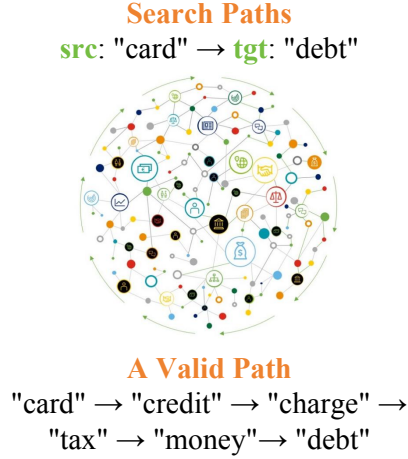 Search Paths
src: "card" → tgt: "debt"
A Valid Path
"card" → "credit" → "charge" →
"tax" → "money"→ "debt"